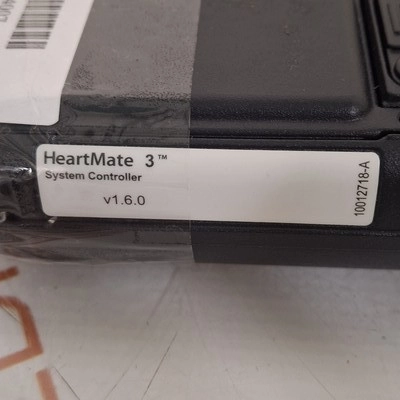 HeartMate 3™
System Controller
v1.6.0
10012718-A